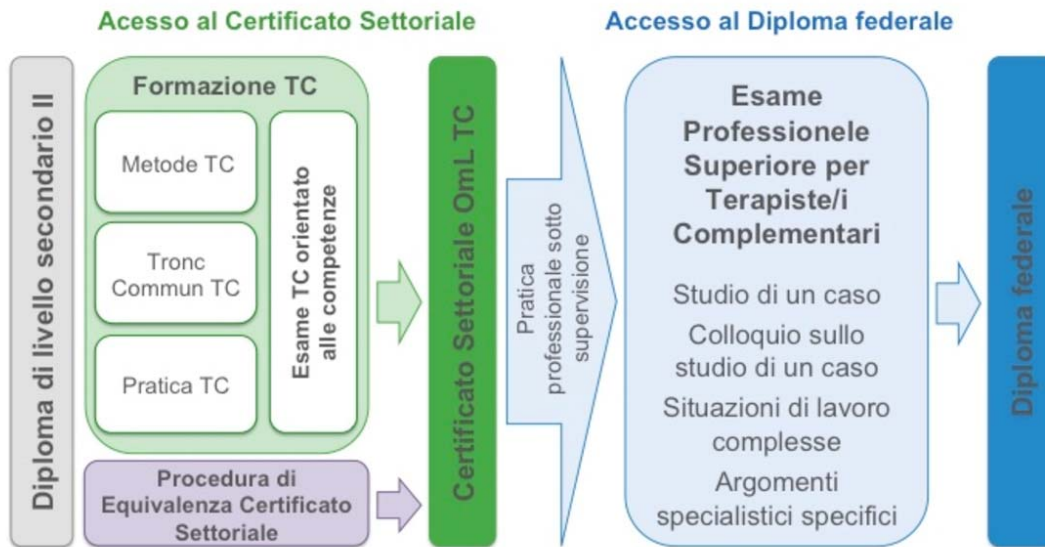 Acesso al Certificato Settoriale
Accesso al Diploma federale
Diploma di livello secondario II
Formazione TC
Metode TC
Tronc
Commun TC
Pratica TC
Esame TC orientato
alle competenze
Procedura di
Equivalenza Certificato
Settoriale
Certificato Settoriale OmL TC
Pratica
professionale sotto
supervisione
Esame
Professionele
Superiore per
Terapiste/i
Complementari
Studio di un caso
Colloquio sullo
studio di un caso
Situazioni di lavoro
complesse
Argomenti
specialistici specifici
Diploma federale